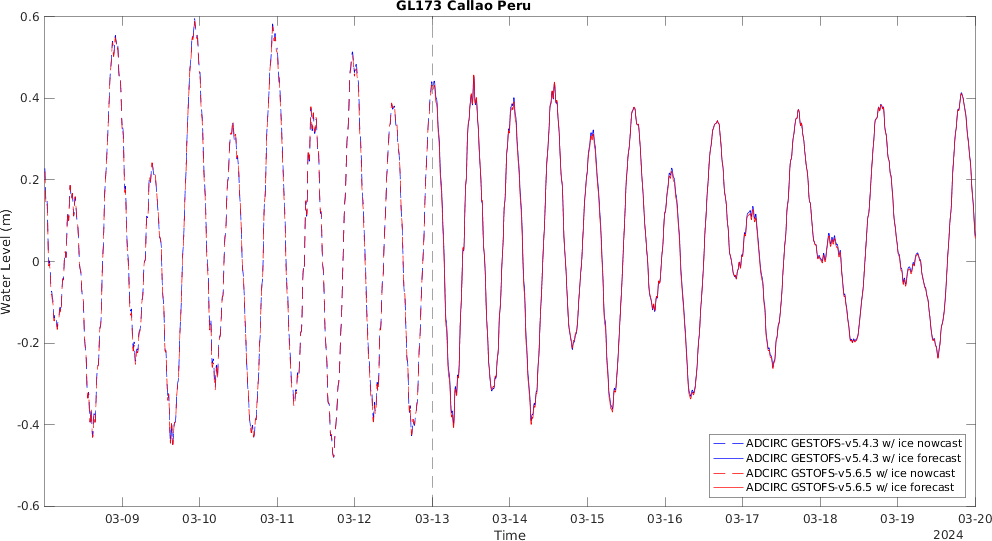 GL173 Callao Peru
0.6
0.4
0.2
0
-0.2
-0.4
-0.6
Water Level (m)
ADCIRC GESTOFS-v5.4.3 w/ ice nowcast
ADCIRC GESTOFS-v5.4.3 w/ ice forecast
ADCIRC GSTOFS-v5.6.5 w/ ice nowcast
ADCIRC GSTOFS-v5.6.5 w/ ice forecast
03-09 03-10 03-11 03-12 03-13 03-14 03-15 03-16 03-17 03-18 03-19 03-20
Time
2024